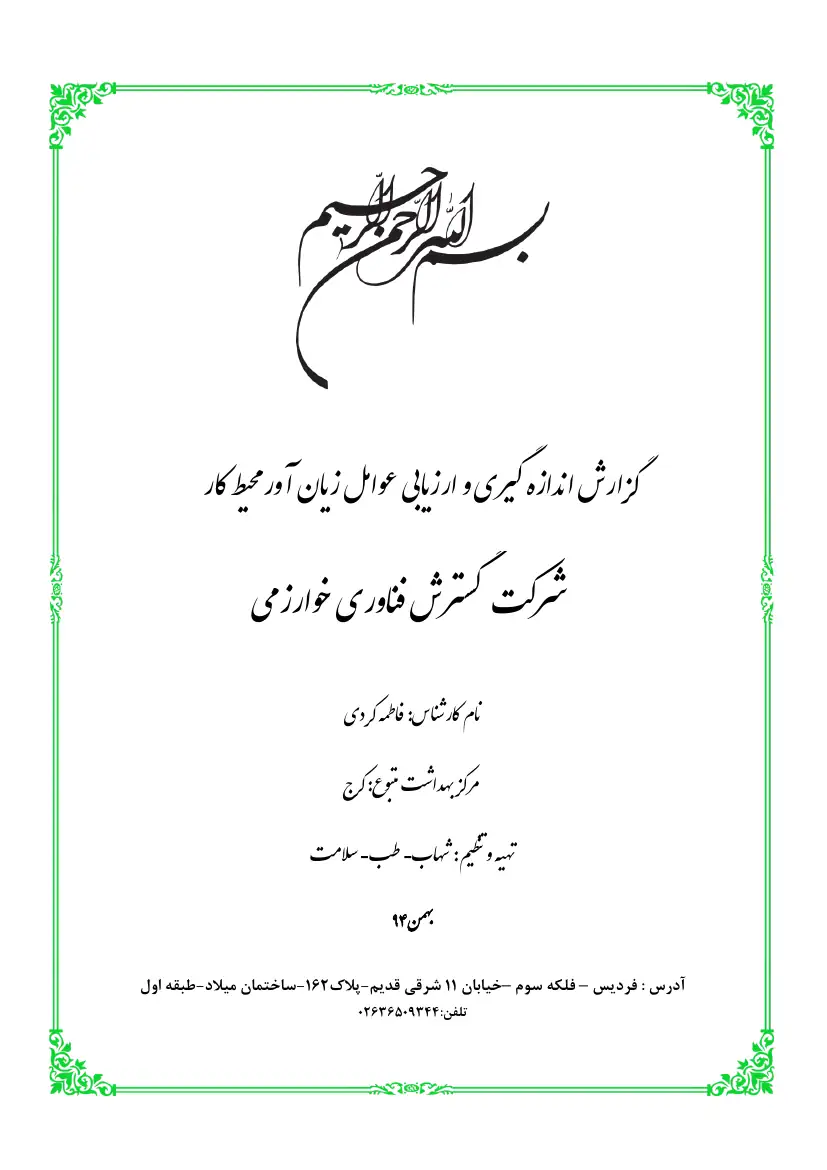 بسم الله الرحمن الرحیم
گزارش اندازه گیری و ارزیابی عوامل زیان آور محیط کار
شرکت گسترش فناوری خوارزمی
نام کارشناس: فاطمه کردی
مرکز بهداشت متبوع: کرج
تهیه و تنظیم : شهاب- طب- سلامت
بهمن ۹۴
آدرس : فردیس – فلکه سوم –خیابان ۱۱ شرقی قدیم-پلاک۱۶۲-ساختمان میلاد-طبقه اول
تلفن:۰۲۶۳۶۵۰۹۳۴۴